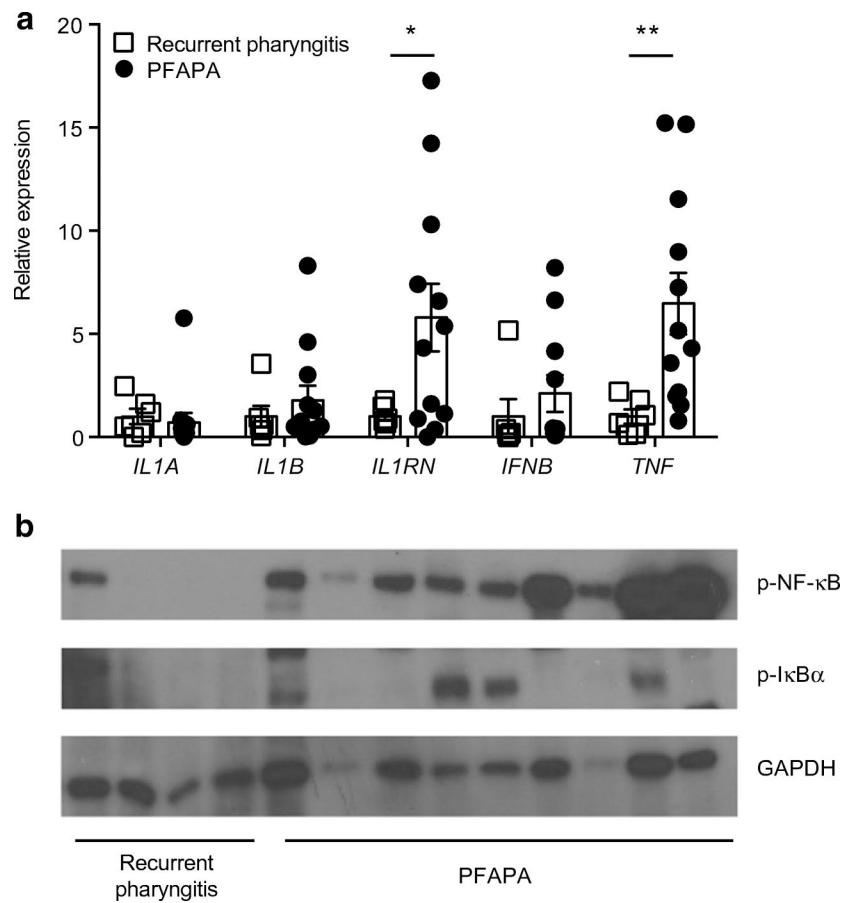 a
20
15
10
5
0
Relative expression
Recurrent pharyngitis
PFAPA
*
**
IL1A IL1B IL1RN IFNB TNF
b
p-NF-κB
p-IκBα
GAPDH
Recurrent
pharyngitis
PFAPA